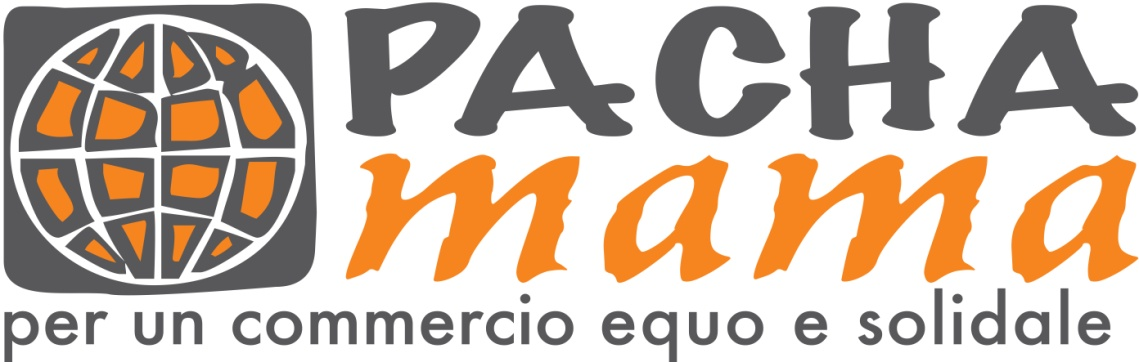 PACHA
mama
per un commercio equo e solidale